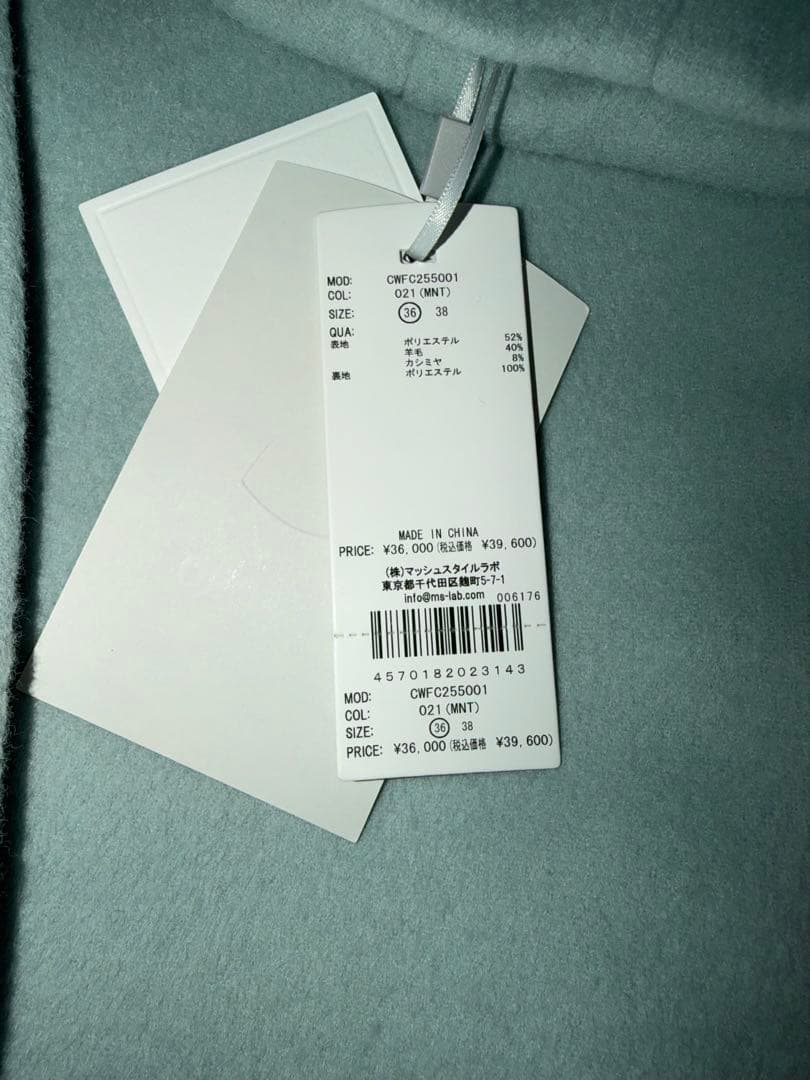 MOD: CWFC255001
COL: 021(MNT)
SIZE: 36 38
QUA:
表地 ポリエステル 52%
羊毛 40%
カシミヤ 8%
裏地 ポリエステル 100%
MADE IN CHINA
PRICE: ¥36,000(税込価格 ¥39,600)
(株)マッシュスタイルラボ
東京都千代田区麹町5-7-1
info@ms-lab.com 006176
4570182023143
MOD: CWFC255001
COL: 021(MNT)
SIZE: 36 38
PRICE: ¥36,000(税込価格 ¥39,600)